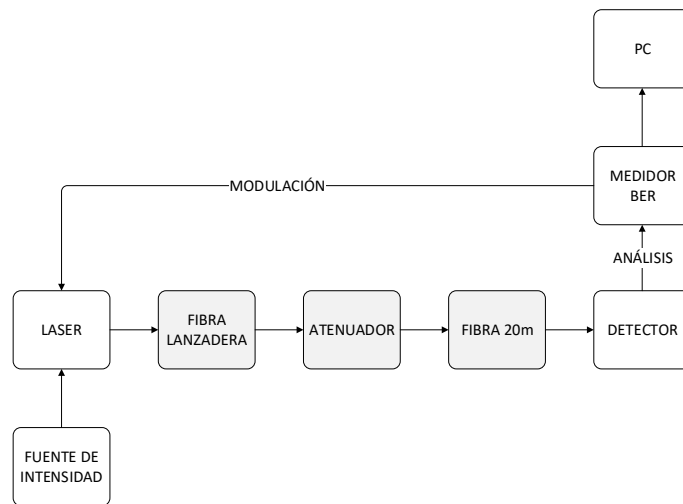 PC
MODULACIÓN
MEDIDOR
BER
ANÁLISIS
LASER
FIBRA
LANZADERA
ATENUADOR
FIBRA 20m
DETECTOR
FUENTE DE
INTENSIDAD